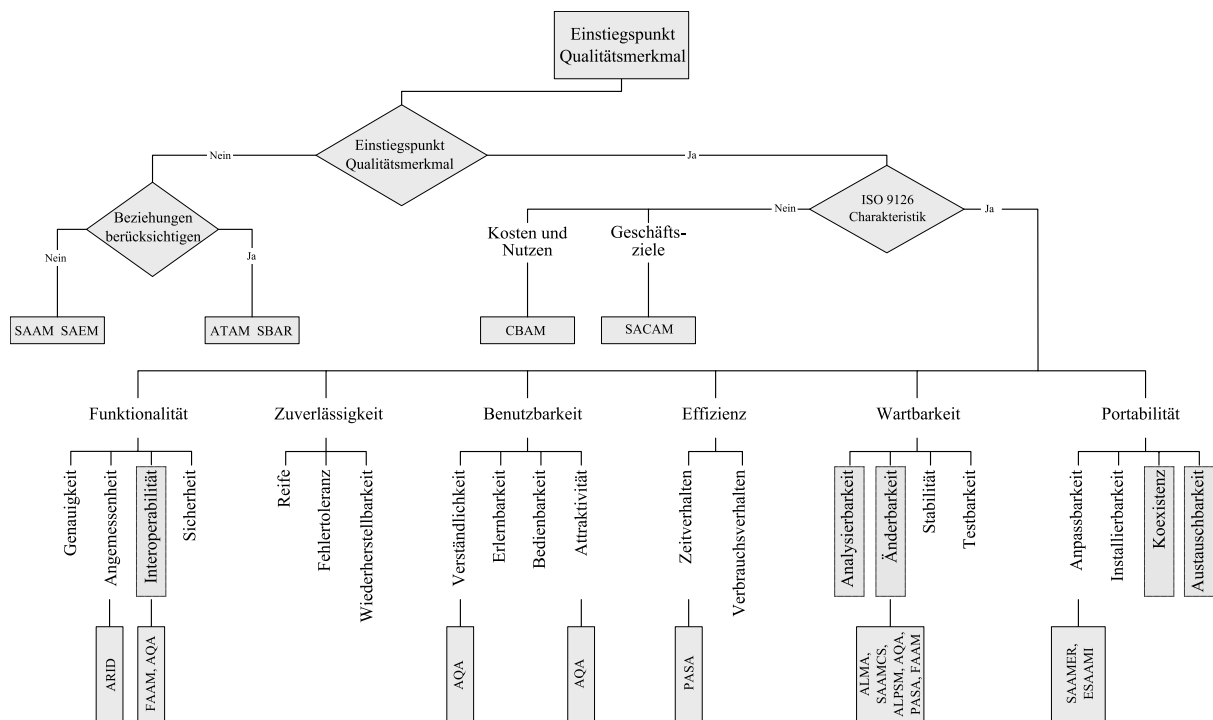 Einstiegspunkt
Qualitätsmerkmal
Einstiegspunkt
Qualitätsmerkmal
Nein
Ja
Beziehungen
berücksichtigen
ISO 9126
Charakteristik
Nein
Ja
Kosten und
Nutzen
Geschäfts-
ziele
Nein
Ja
SAAM SAEM
ATAM SBAR
CBAM
SACAM
Funktionalität
Zuverlässigkeit
Benutzbarkeit
Effizienz
Wartbarkeit
Portabilität
Genauigkeit
Angemessenheit
Interoperabilität
Sicherheit
Reife
Fehlertoleranz
Wiederherstellbarkeit
Verständlichkeit
Erlernbarkeit
Bedienbarkeit
Attraktivität
Zeitverhalten
Verbrauchsverhalten
Analysierbarkeit
Änderbarkeit
Stabilität
Testbarkeit
Anpassbarkeit
Installierbarkeit
Koexistenz
Austauschbarkeit
ARID
FAAM, AQA
AQA
AQA
PASA
ALMA,
SAAMCS,
ALPSM, AQA,
PASA, FAAM
SAAMER,
ESAAMI